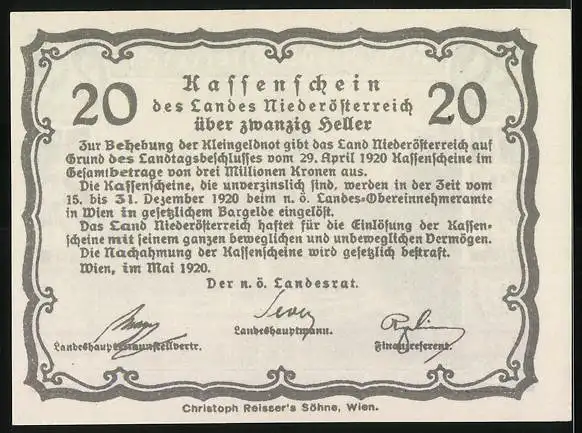 20 Kassenschein 20
des Landes Niederösterreich
über zwanzig Heller
Zur Behebung der Kleingeldnot gibt das Land Niederösterreich auf
Grund des Landtagsbeschlusses vom 29. April 1920 Kassenscheine im
Gesamtbetrage von drei Millionen Kronen aus.
Die Kassenscheine, die unverzinslich sind, werden in der Zeit vom
15. bis 31. Dezember 1920 beim n. ö. Landes-Obereinnehmeramte
in Wien in gesetzlichem Bargelde eingelöst.
Das Land Niederösterreich haftet für die Einlösung der Kassen-
scheine mit seinem ganzen beweglichen und unbeweglichen Vermögen.
Die Nachahmung der Kassenscheine wird gesetzlich bestraft.
Wien, im Mai 1920.
Der n. ö. Landesrat.
Landeshauptmann.
Landeshauptmannstellvertr. Finanzreferent.
Christoph Reisser's Söhne, Wien.